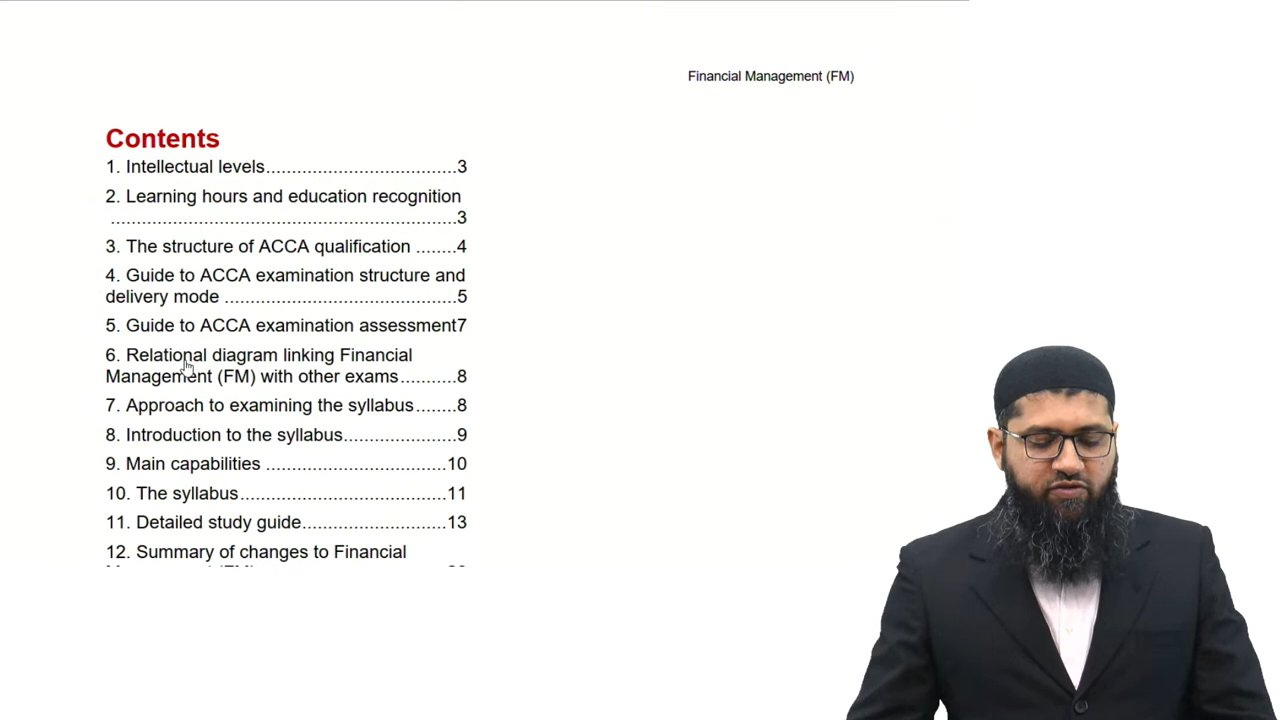 Financial Management (FM)
Contents
1. Intellectual levels....................................3
2. Learning hours and education recognition
..................................................................3
3. The structure of ACCA qualification ........4
4. Guide to ACCA examination structure and
delivery mode ............................................5
5. Guide to ACCA examination assessment7
6. Relational diagram linking Financial
Management (FM) with other exams...........8
7. Approach to examining the syllabus........8
8. Introduction to the syllabus......................9
9. Main capabilities ..................................10
10. The syllabus.......................................11
11. Detailed study guide...........................13
12. Summary of changes to Financial